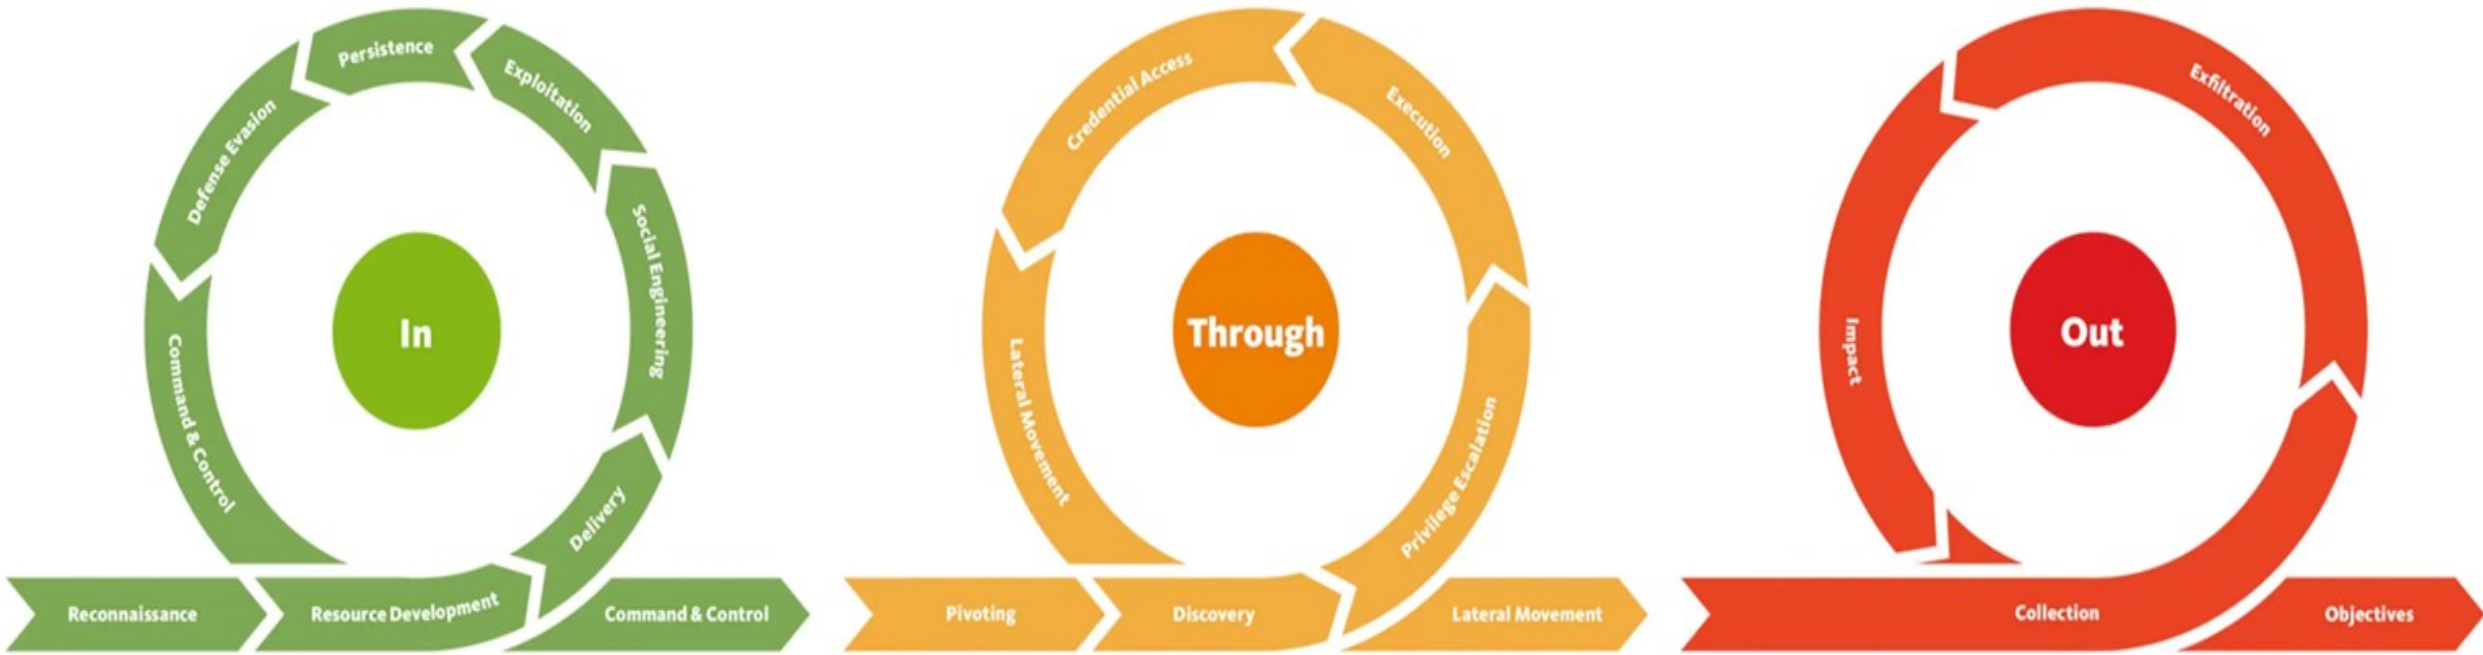 Reconnaissance
Resource Development
Delivery
Social Engineering
Exploitation
Persistence
Defense Evasion
Command & Control
Command & Control
In
Pivoting
Discovery
Privilege Escalation
Execution
Credential Access
Lateral Movement
Lateral Movement
Through
Collection
Exfiltration
Impact
Objectives
Out